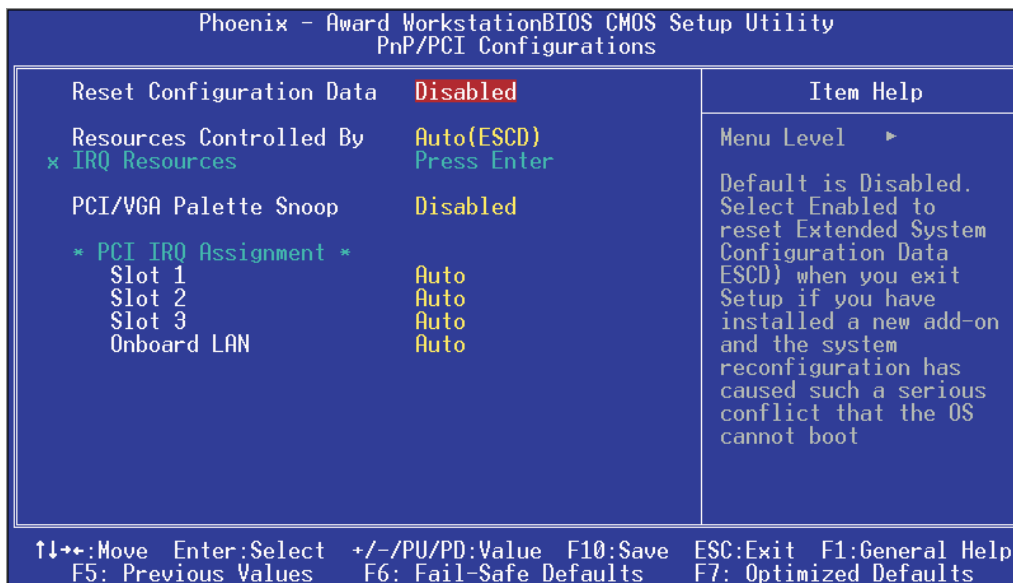 Phoenix - Award WorkstationBIOS CMOS Setup Utility
PnP/PCI Configurations
Reset Configuration Data Disabled
Resources Controlled By Auto(ESCD)
x IRQ Resources Press Enter
PCI/VGA Palette Snoop Disabled
* PCI IRQ Assignment *
Slot 1 Auto
Slot 2 Auto
Slot 3 Auto
Onboard LAN Auto
Item Help
Menu Level ►
Default is Disabled.
Select Enabled to
reset Extended System
Configuration Data
ESCD) when you exit
Setup if you have
installed a new add-on
and the system
reconfiguration has
caused such a serious
conflict that the OS
cannot boot
↑↓→←:Move Enter:Select +/-/PU/PD:Value F10:Save ESC:Exit F1:General Help
F5: Previous Values F6: Fail-Safe Defaults F7: Optimized Defaults